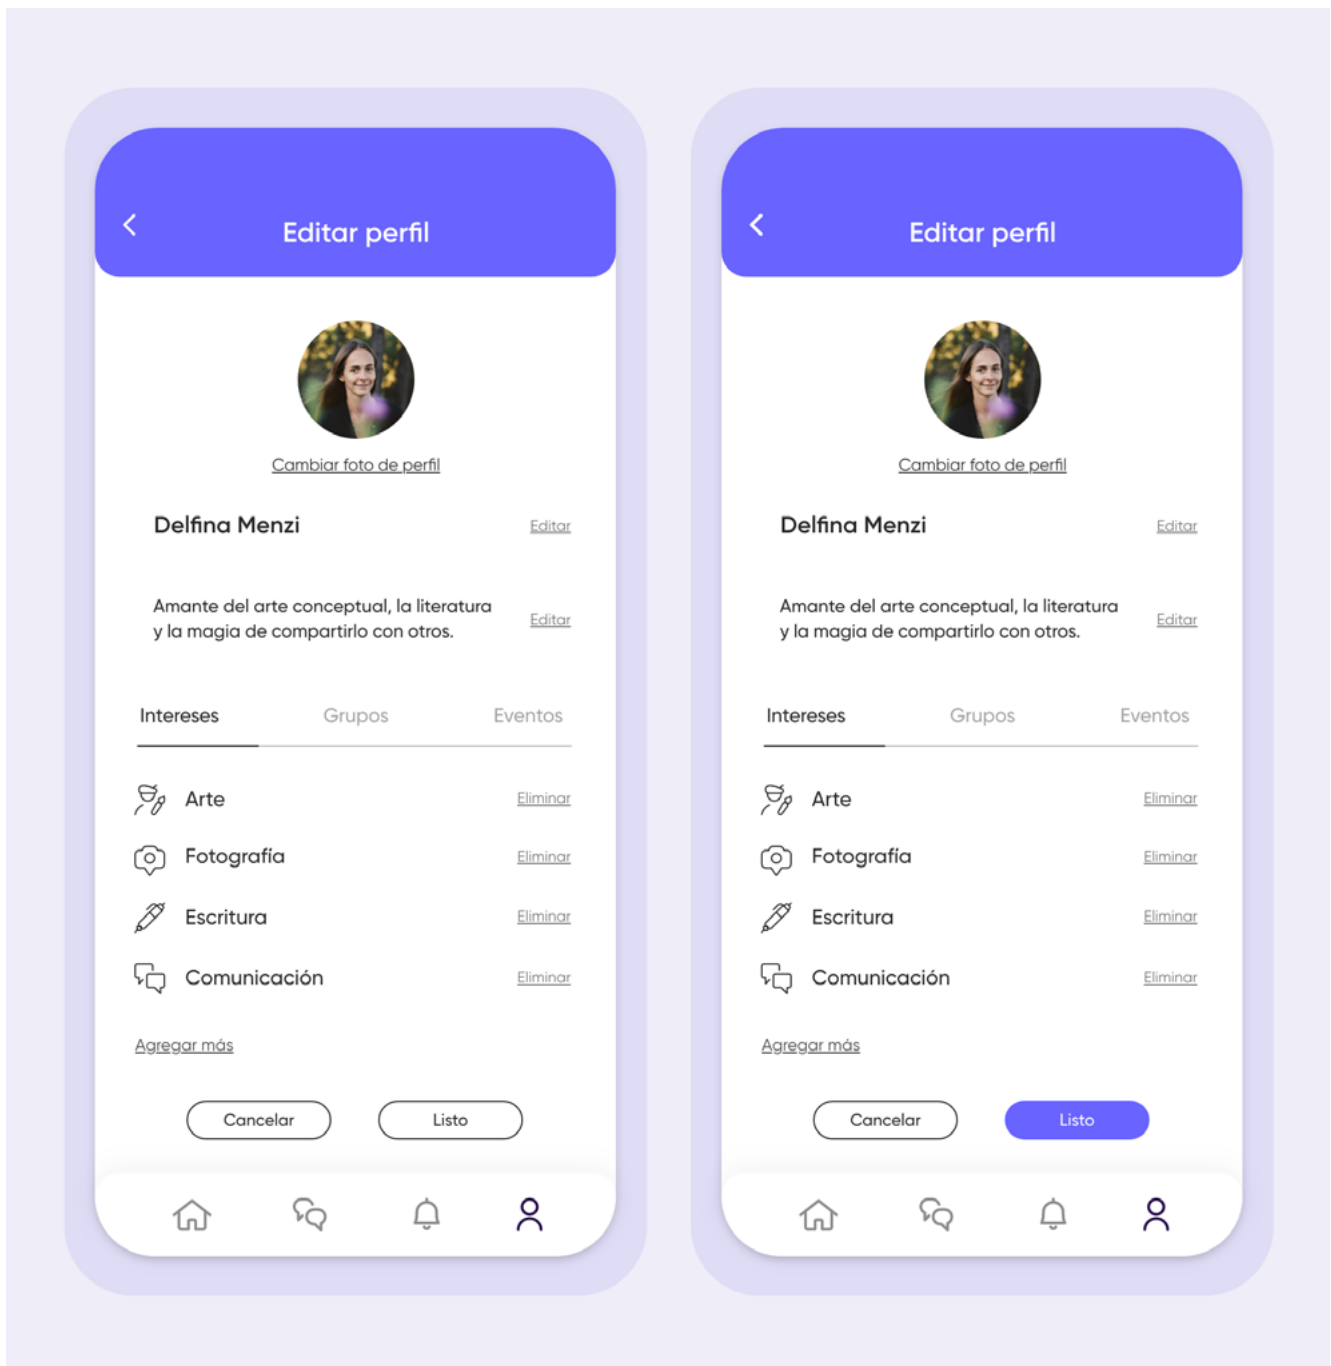 Editar perfil
Cambiar foto de perfil
Delfina Menzi
Editar
Amante del arte conceptual, la literatura
y la magia de compartirlo con otros.
Editar
Intereses Grupos Eventos
Arte Eliminar
Fotografía Eliminar
Escritura Eliminar
Comunicación Eliminar
Agregar más
Cancelar Listo
Editar perfil
Cambiar foto de perfil
Delfina Menzi
Editar
Amante del arte conceptual, la literatura
y la magia de compartirlo con otros.
Editar
Intereses Grupos Eventos
Arte Eliminar
Fotografía Eliminar
Escritura Eliminar
Comunicación Eliminar
Agregar más
Cancelar Listo